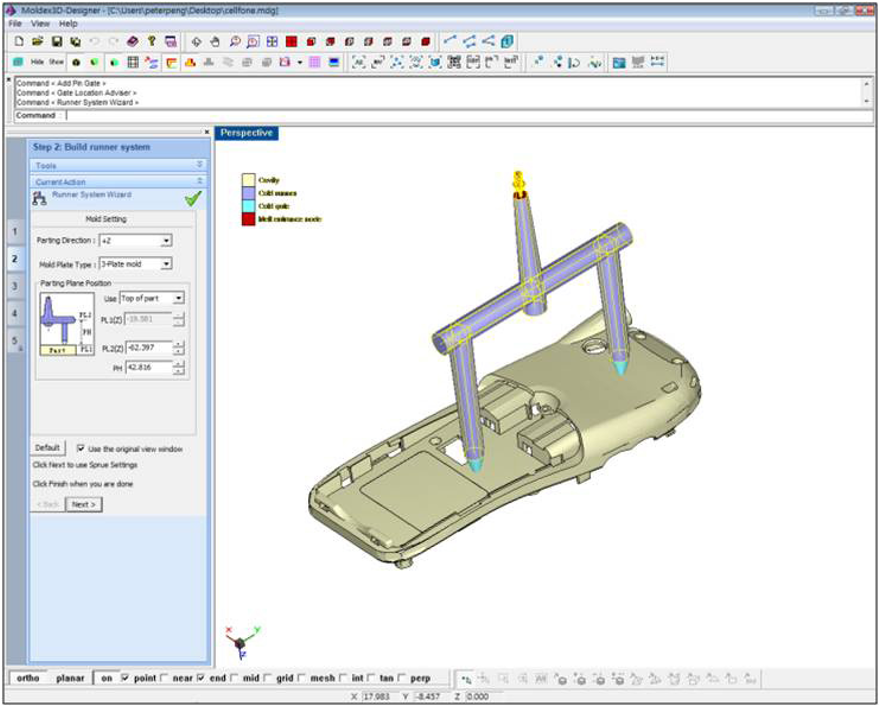 Moldex3D-Designer - [C:\Users\peterpeng\Desktop\cellfone.mdg]
File View Help
Hide Show
Command < Add Pin Gate >
Command < Gate Location Adviser >
Command < Runner System Wizard >
Command :
Perspective
Step 2: Build runner system
Tools
Current Action
Runner System Wizard
Mold Setting
Parting Direction : +Z
Mold Plate Type : 3-Plate mold
Parting Plane Position
Use Top of part
PL1(Z) -19.581
PL2(Z) -62.397
PH 42.816
PL2
PH
Part PL1
1
2
3
4
5
Default Use the original view window
Click Next to use Sprue Settings
Click Finish when you are done
< Back Next >
Cavity
Cold runner
Cold gate
Melt entrance node
X Y
Z
ortho planar on point near end mid grid mesh int tan perp
X 17.983 Y -8.457 Z 0.000